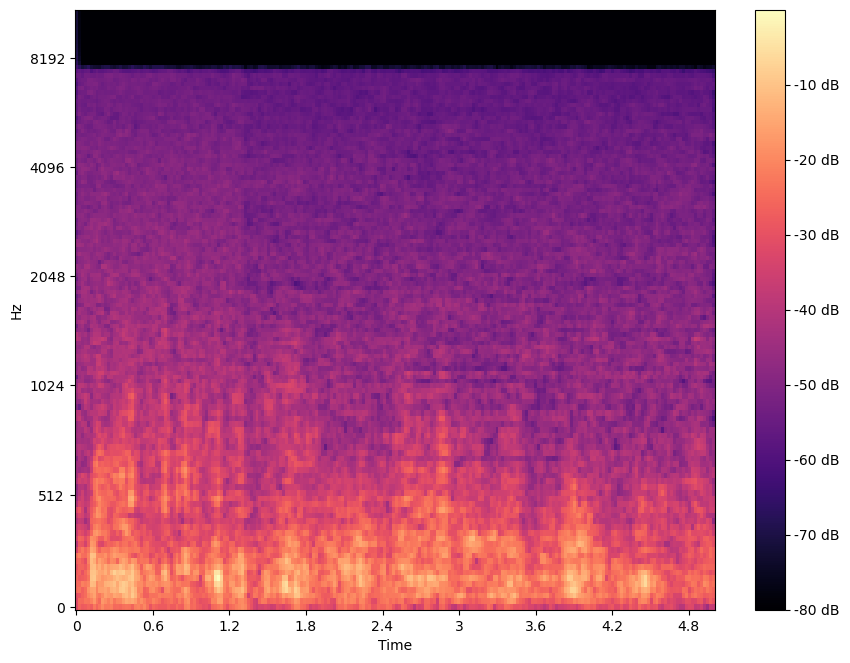 Hz
8192
4096
2048
1024
512
0
0 0.6 1.2 1.8 2.4 3 3.6 4.2 4.8
Time
-10 dB
-20 dB
-30 dB
-40 dB
-50 dB
-60 dB
-70 dB
-80 dB